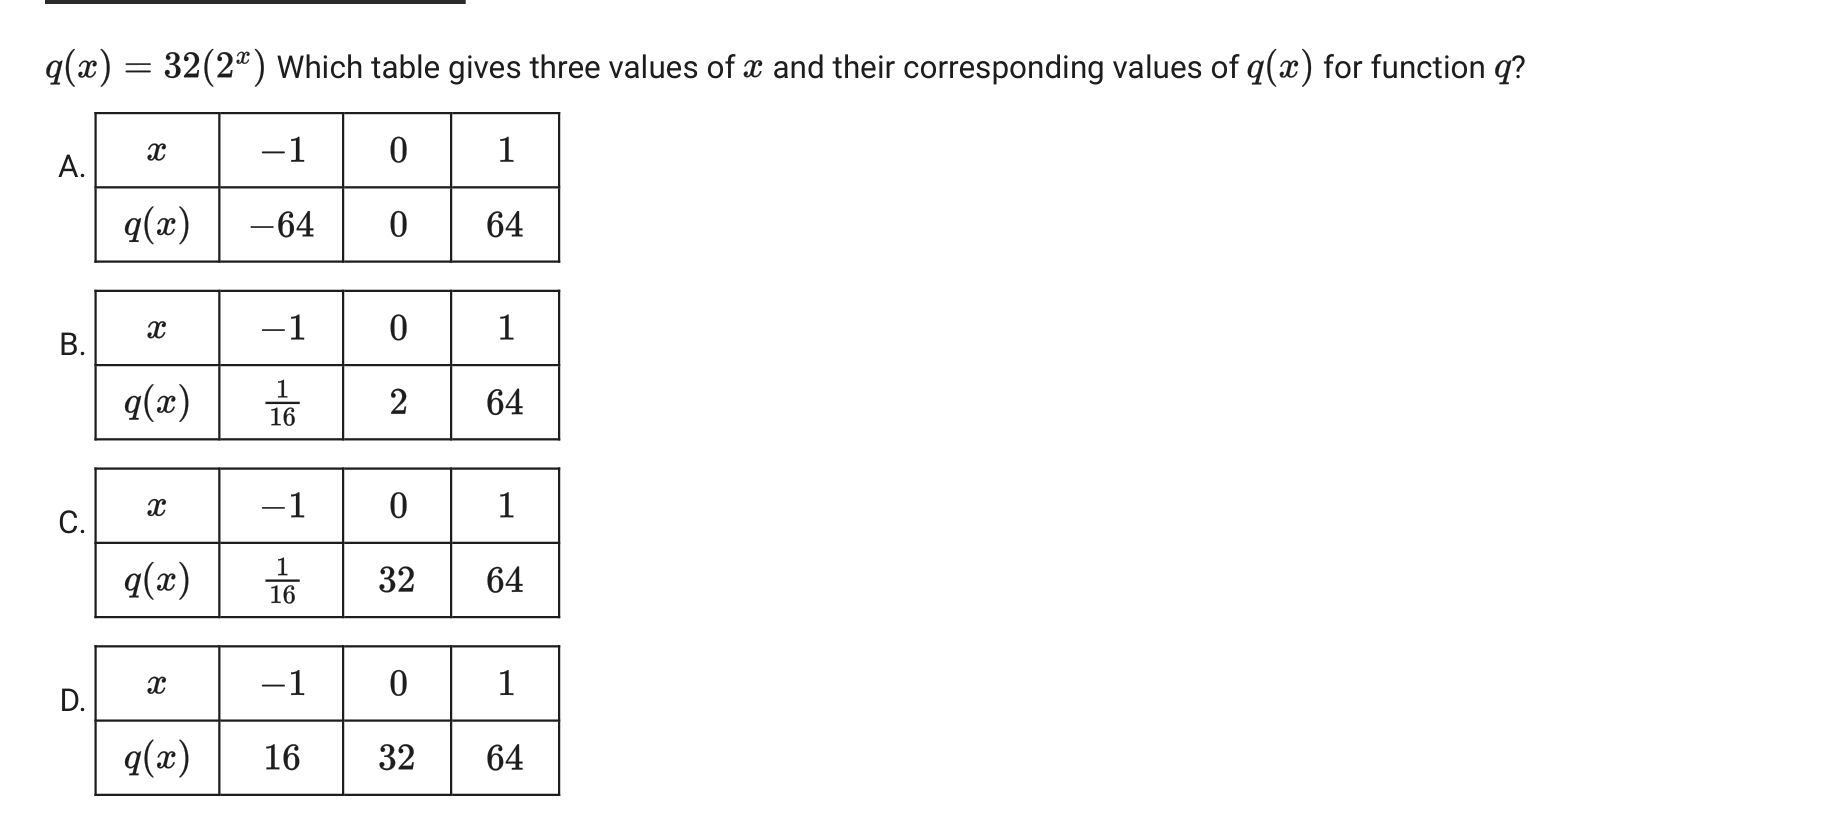 q(x) = 32(2^x) Which table gives three values of x and their corresponding values of q(x) for function q?
A.
x −1 0 1
q(x) −64 0 64
B.
x −1 0 1
q(x) 1/16 2 64
C.
x −1 0 1
q(x) 1/16 32 64
D.
x −1 0 1
q(x) 16 32 64